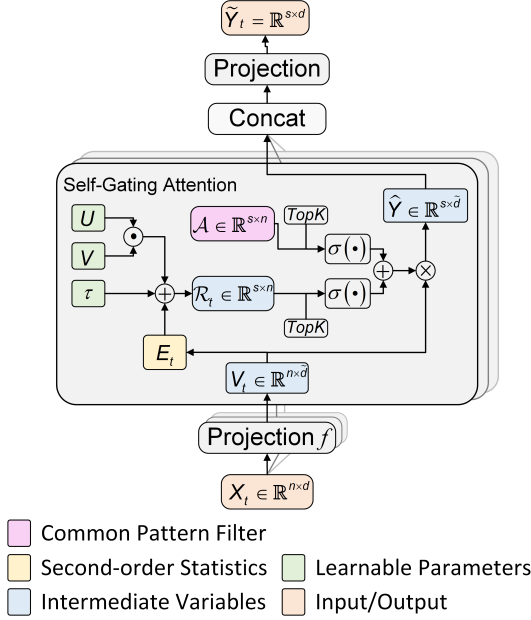 Ỹ_t = ℝ^{s×d}
Projection
Concat
Self-Gating Attention
Ŷ ∈ ℝ^{s×d̃}
U
V
τ
⊙
𝒜 ∈ ℝ^{s×n}
TopK
σ(·)
+
ℛ_t ∈ ℝ^{s×n}
σ(·)
+
×
TopK
E_t
V_t ∈ ℝ^{n×d̃}
Projection f
X_t ∈ ℝ^{n×d}
Common Pattern Filter
Second-order Statistics
Learnable Parameters
Intermediate Variables
Input/Output